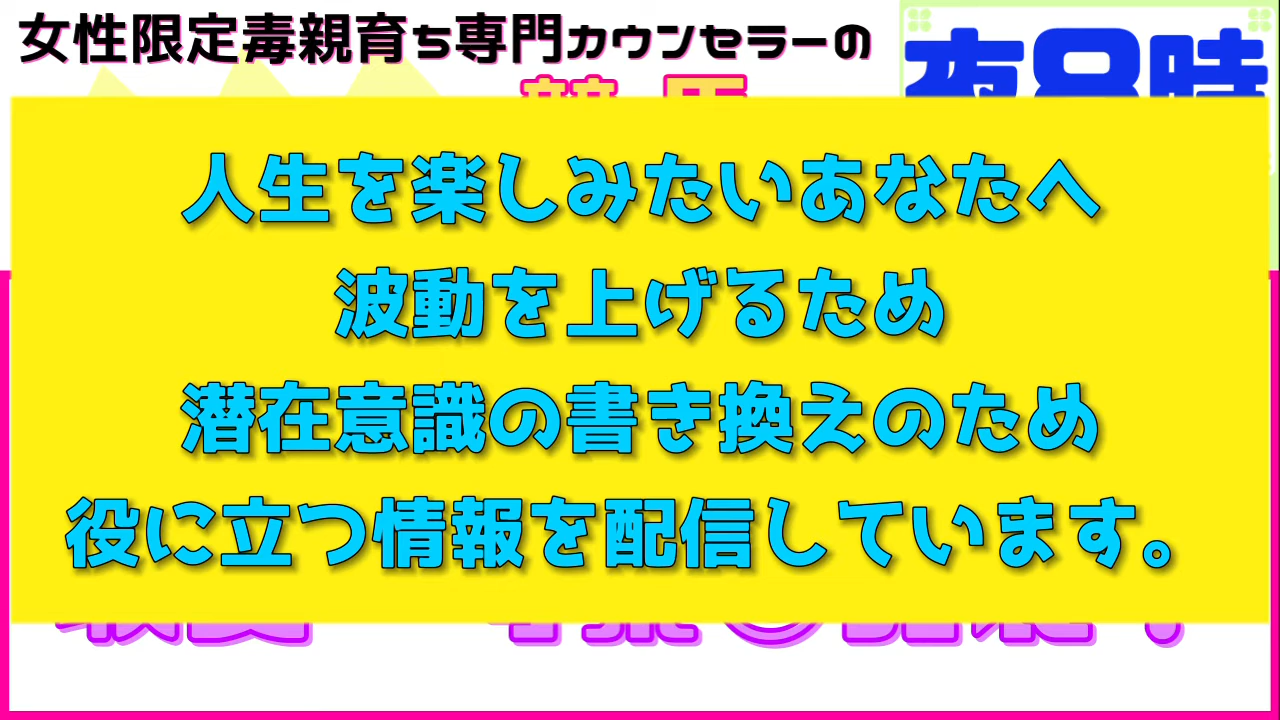 女性限定毒親育ち専門カウンセラーの
夜8時
人生を楽しみたいあなたへ
波動を上げるため
潜在意識の書き換えのため
役に立つ情報を配信しています。